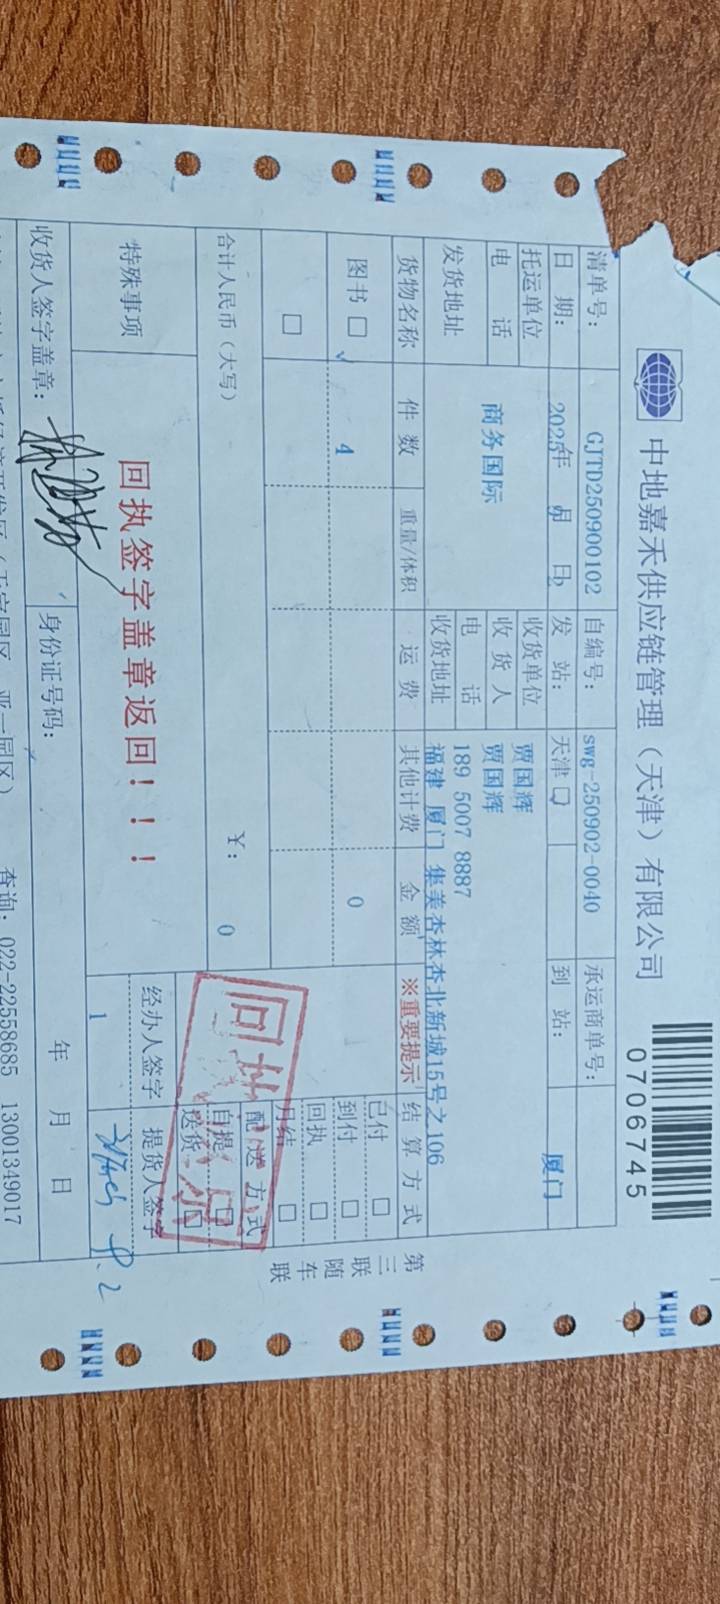 中地嘉禾供应链管理（天津）有限公司
0706745
清单号： GJTD250900102 自编号： swg-250902-0040 承运商单号：
日 期： 2025年 月 日 发 站： 天津 到 站： 厦门
托运单位 收货单位 贾国辉
电 话 商务国际 收 货 人 贾国辉
电 话 189 5007 8887
发货地址 收货地址 福建 厦门 集美杏林杏北新城15号之106
货物名称 件 数 重量/体积 运 费 其他计费 金 额 ※重要提示 结 算 方 式
图书 □ √ 4 0
已付 □
到付 □
回执 □
月结 □
□
合计人民币（大写） ￥： 0
配 送 方 式
自提 □
送货 □
回执
特殊事项 回执签字盖章返回！！！
经办人签字 提货人签字
1 9.2
收货人签字盖章： 身份证号码： 年 月 日
查询：022-22558685 13001349017
第三联 随车联